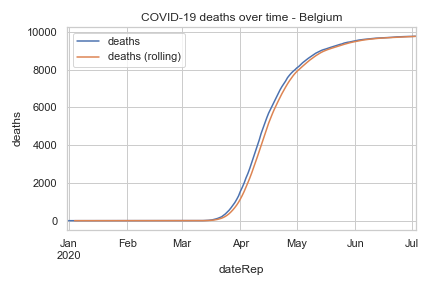 COVID-19 deaths over time - Belgium
10000
8000
6000
4000
2000
0
deaths
deaths
deaths (rolling)
Jan
2020
Feb
Mar
Apr
May
Jun
Jul
dateRep